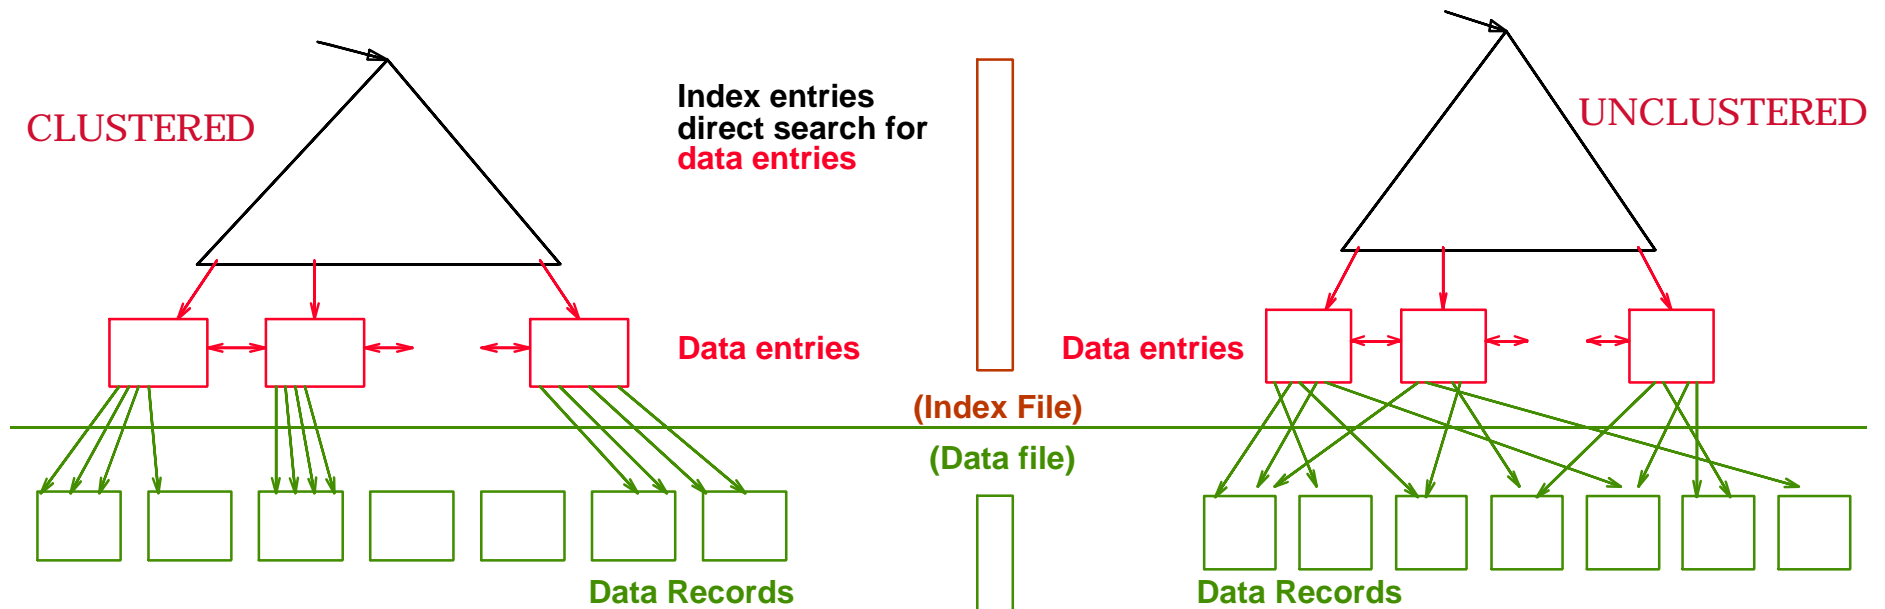 CLUSTERED
Index entries
direct search for
data entries
UNCLUSTERED
Data entries
Data entries
(Index File)
(Data file)
Data Records
Data Records